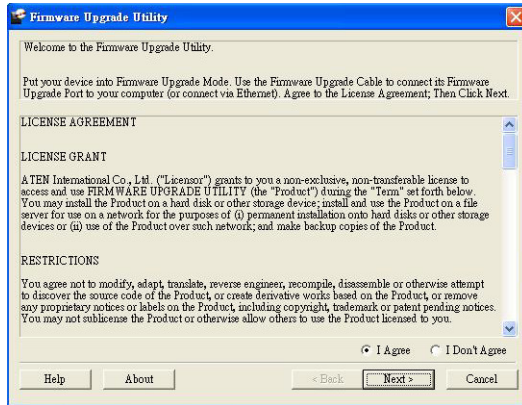 Firmware Upgrade Utility
Welcome to the Firmware Upgrade Utility.
Put your device into Firmware Upgrade Mode. Use the Firmware Upgrade Cable to connect its Firmware
Upgrade Port to your computer (or connect via Ethernet). Agree to the License Agreement; Then Click Next.
LICENSE AGREEMENT
LICENSE GRANT
ATEN International Co., Ltd. ("Licensor") grants to you a non-exclusive, non-transferable license to
access and use FIRMWARE UPGRADE UTILITY (the "Product") during the "Term" set forth below.
You may install the Product on a hard disk or other storage device; install and use the Product on a file
server for use on a network for the purposes of (i) permanent installation onto hard disks or other storage
devices or (ii) use of the Product over such network; and make backup copies of the Product.
RESTRICTIONS
You agree not to modify, adapt, translate, reverse engineer, recompile, disassemble or otherwise attempt
to discover the source code of the Product, or create derivative works based on the Product, or remove
any proprietary notices or labels on the Product, including copyright, trademark or patent pending notices.
You may not sublicense the Product or otherwise allow others to use the Product licensed to you.
I Agree I Don't Agree
Help About < Back Next > Cancel